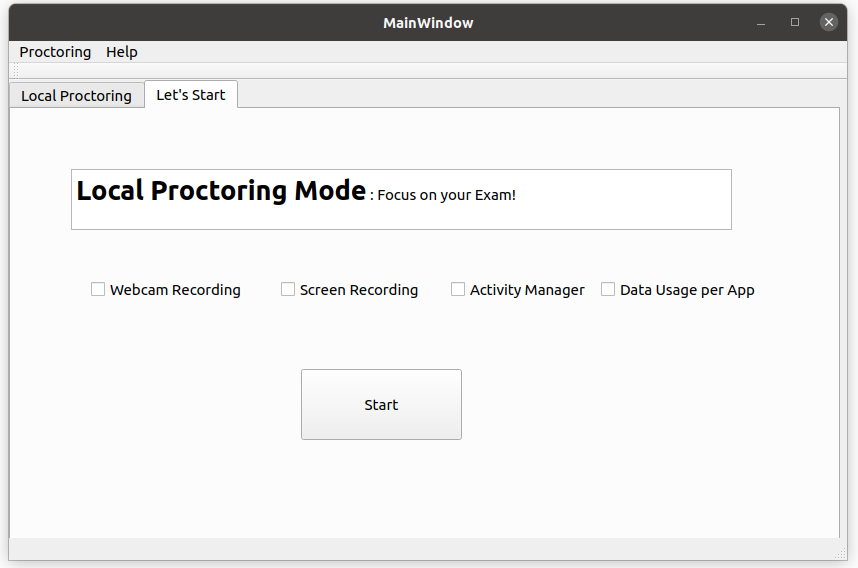 MainWindow
Proctoring Help
Local Proctoring Let's Start
Local Proctoring Mode : Focus on your Exam!
Webcam Recording Screen Recording Activity Manager Data Usage per App
Start